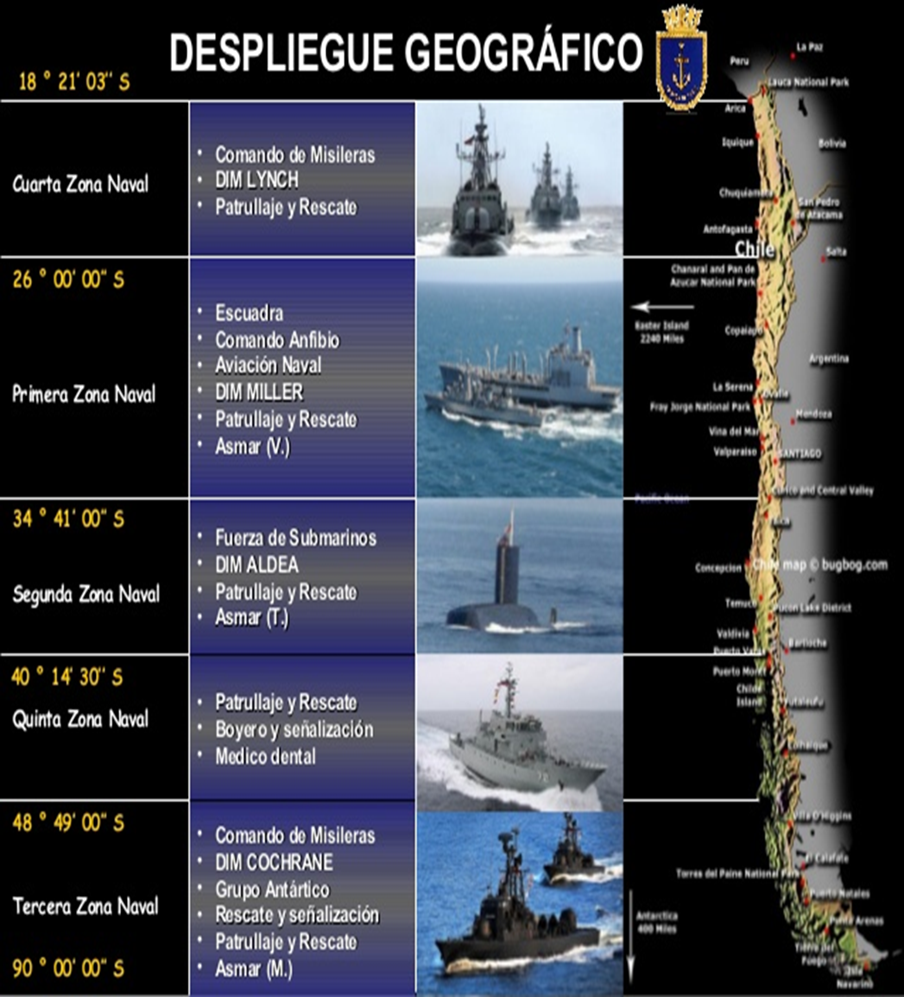 DESPLIEGUE GEOGRÁFICO
18 ° 21' 03'' S
Cuarta Zona Naval
• Comando de Misileras
• DIM LYNCH
• Patrullaje y Rescate
26 ° 00' 00'' S
Primera Zona Naval
• Escuadra
• Comando Anfibio
• Aviación Naval
• DIM MILLER
• Patrullaje y Rescate
• Asmar (V.)
34 ° 41' 00'' S
Segunda Zona Naval
• Fuerza de Submarinos
• DIM ALDEA
• Patrullaje y Rescate
• Asmar (T.)
40 ° 14' 30'' S
Quinta Zona Naval
• Patrullaje y Rescate
• Boyero y señalización
• Medico dental
72
48 ° 49' 00'' S
Tercera Zona Naval
• Comando de Misileras
• DIM COCHRANE
• Grupo Antártico
• Rescate y señalización
• Patrullaje y Rescate
• Asmar (M.)
90 ° 00' 00'' S
La Paz
Peru
Lauca National Park
Arica
Iquique
Bolivia
San Pedro
de Atacama
Antofagasta
Chile
Salta
Chanaral and Pan de
Azucar National Park
Easter Island
2240 Miles
Copaiapo
Argentina
La Serena
Fray Jorge National Park
Mendoza
Vina del Mar
Valparaiso
SANTIAGO
Curico and Central Valley
Pacific Ocean
Concepcion
Chile map © bugbog.com
Temuco
Pucon Lake District
Valdivia
Bariloche
Puerto Varas
Puerto Montt
Island
Villa O'Higgins
El Calafate
Torres del Paine National Park
Puerto Natales
Punta Arenas
Antarctica
400 Miles
Tierra del
Fuego
Isla
Navarino